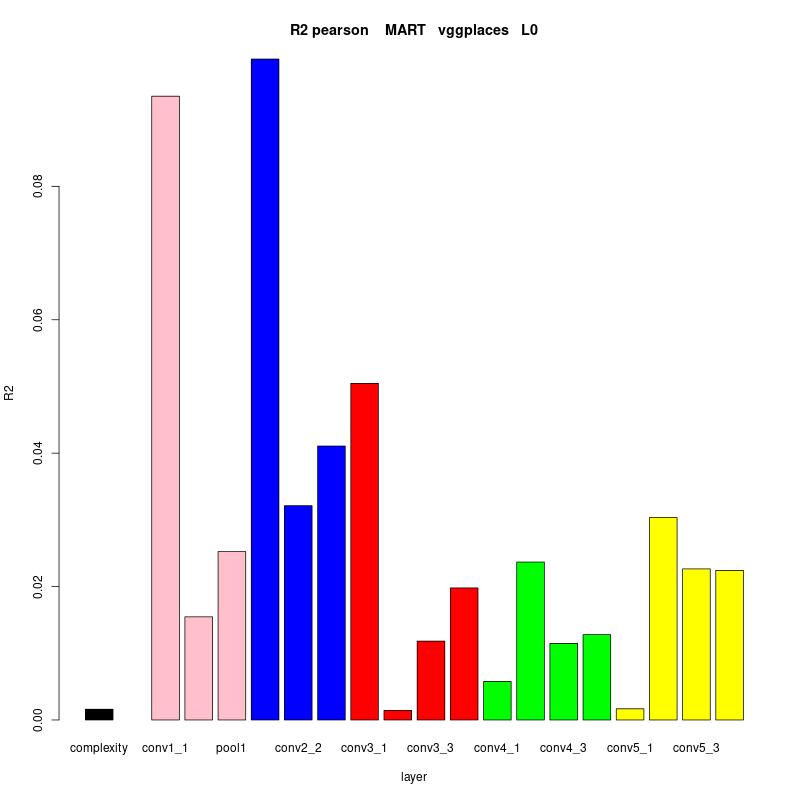 R2 pearson    MART   vggplaces   L0
R2
0.08
0.06
0.04
0.02
0.00
complexity conv1_1 pool1 conv2_2 conv3_1 conv3_3 conv4_1 conv4_3 conv5_1 conv5_3
layer